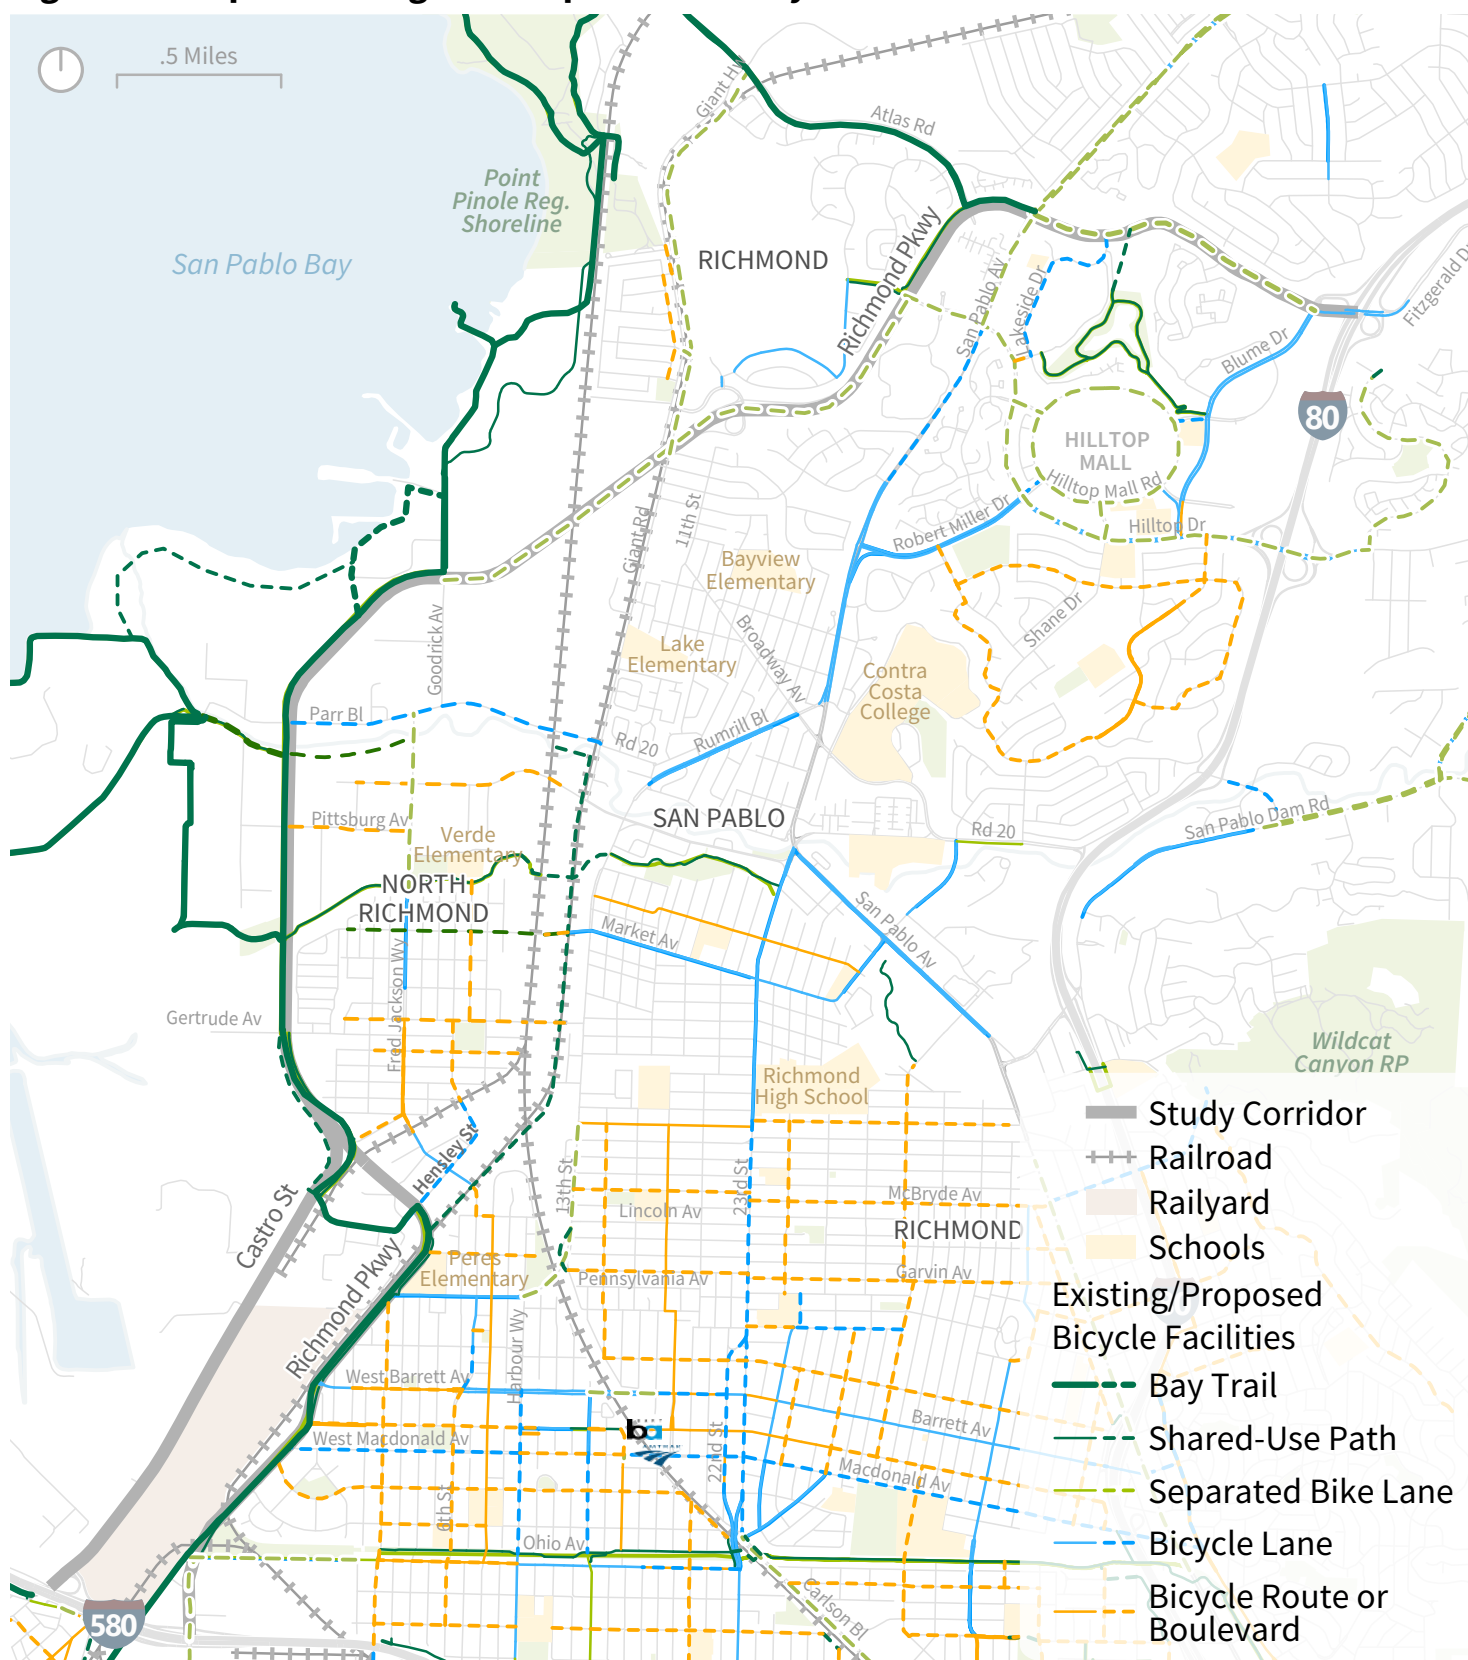 .5 Miles
Giant Hw
Atlas Rd
Point
Pinole Reg.
Shoreline
San Pablo Bay
RICHMOND
Richmond Pkwy
San Pablo Av
Lakeside Dr
Fitzgerald Dr
Blume Dr
80
HILLTOP
MALL
Hilltop Mall Rd
Robert Miller Dr
Hilltop Dr
11th St
Giant Rd
Bayview
Elementary
Shane Dr
Goodrick Av
Broadway Av
Lake
Elementary
Contra
Costa
College
Parr Bl
Rumrill Bl
Rd 20
Pittsburg Av
Verde
Elementary
SAN PABLO
Rd 20
San Pablo Dam Rd
NORTH
RICHMOND
Market Av
San Pablo Av
Fred Jackson Wy
Gertrude Av
Wildcat
Canyon RP
Richmond
High School
Hensley St
13th St
23rd St
McBryde Av
Lincoln Av
RICHMOND
Castro St
Richmond Pkwy
Peres
Elementary
Pennsylvania Av
Garvin Av
Harbour Wy
West Barrett Av
Barrett Av
West Macdonald Av
22nd St
Macdonald Av
6th St
Ohio Av
Carlson Bl
580
Study Corridor
Railroad
Railyard
Schools
Existing/Proposed
Bicycle Facilities
Bay Trail
Shared-Use Path
Separated Bike Lane
Bicycle Lane
Bicycle Route or
Boulevard